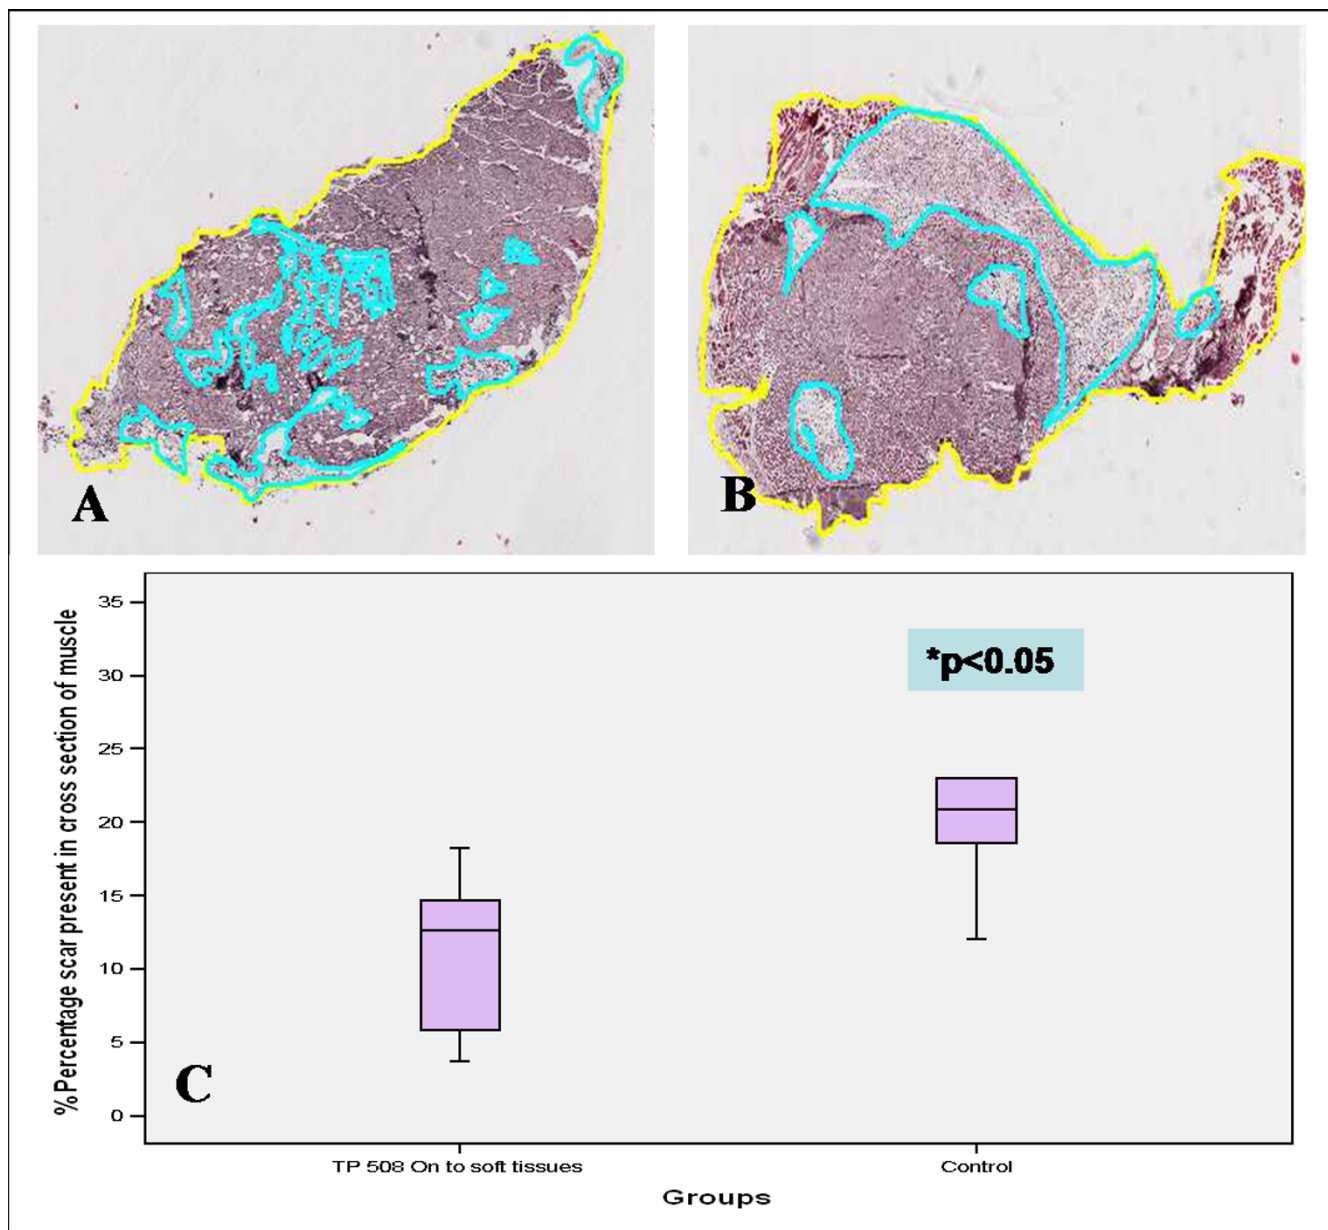 A
B
%Percentage scar present in cross section of muscle
35
30
25
20
15
10
5
0
*p<0.05
C
TP 508 On to soft tissues
Control
Groups